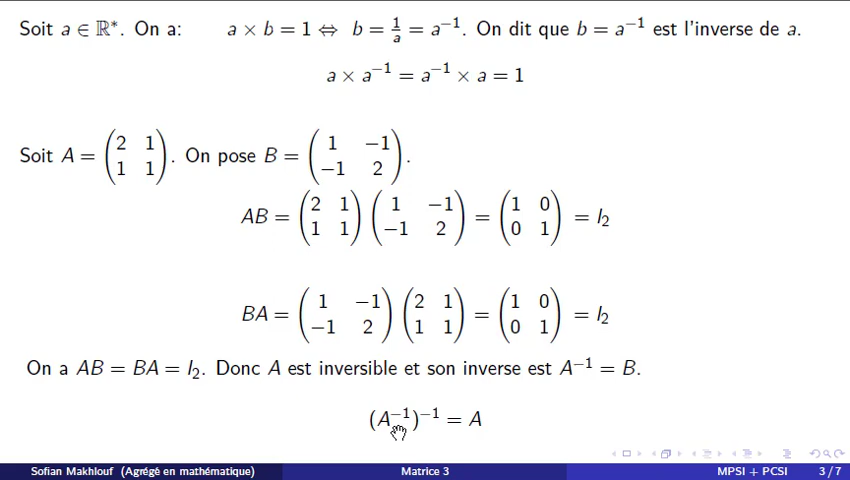 Soit a ∈ ℝ*. On a: a × b = 1 ⇔ b = 1/a = a⁻¹. On dit que b = a⁻¹ est l'inverse de a.
a × a⁻¹ = a⁻¹ × a = 1
Soit A = (2 1; 1 1). On pose B = (1 −1; −1 2).
AB = (2 1; 1 1) (1 −1; −1 2) = (1 0; 0 1) = I₂
BA = (1 −1; −1 2) (2 1; 1 1) = (1 0; 0 1) = I₂
On a AB = BA = I₂. Donc A est inversible et son inverse est A⁻¹ = B.
(A⁻¹)⁻¹ = A
Sofian Makhlouf (Agrégé en mathématique) Matrice 3 MPSI + PCSI 3 / 7